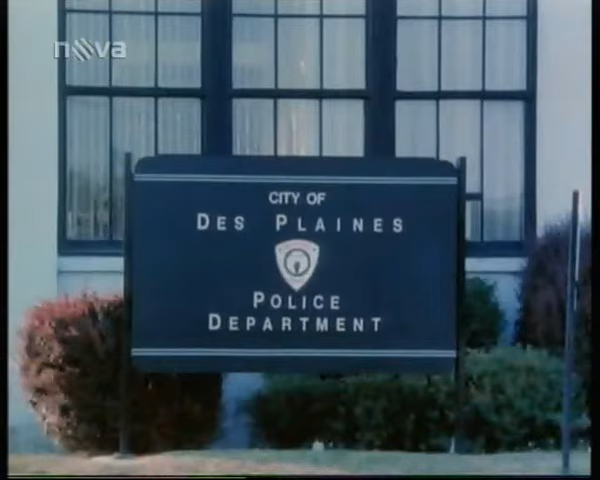 nova
CITY OF
DES PLAINES
POLICE
DEPARTMENT